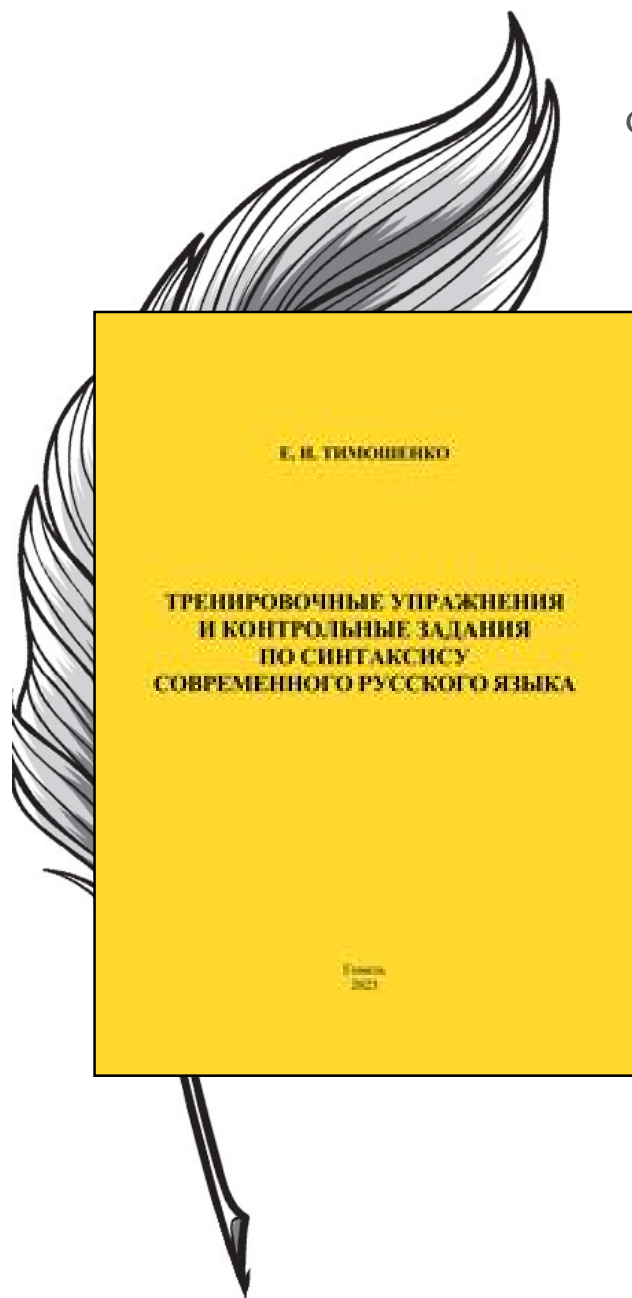 Е. И. ТИМОШЕНКО
ТРЕНИРОВОЧНЫЕ УПРАЖНЕНИЯ
И КОНТРОЛЬНЫЕ ЗАДАНИЯ
ПО СИНТАКСИСУ
СОВРЕМЕННОГО РУССКОГО ЯЗЫКА
Гомель
2023